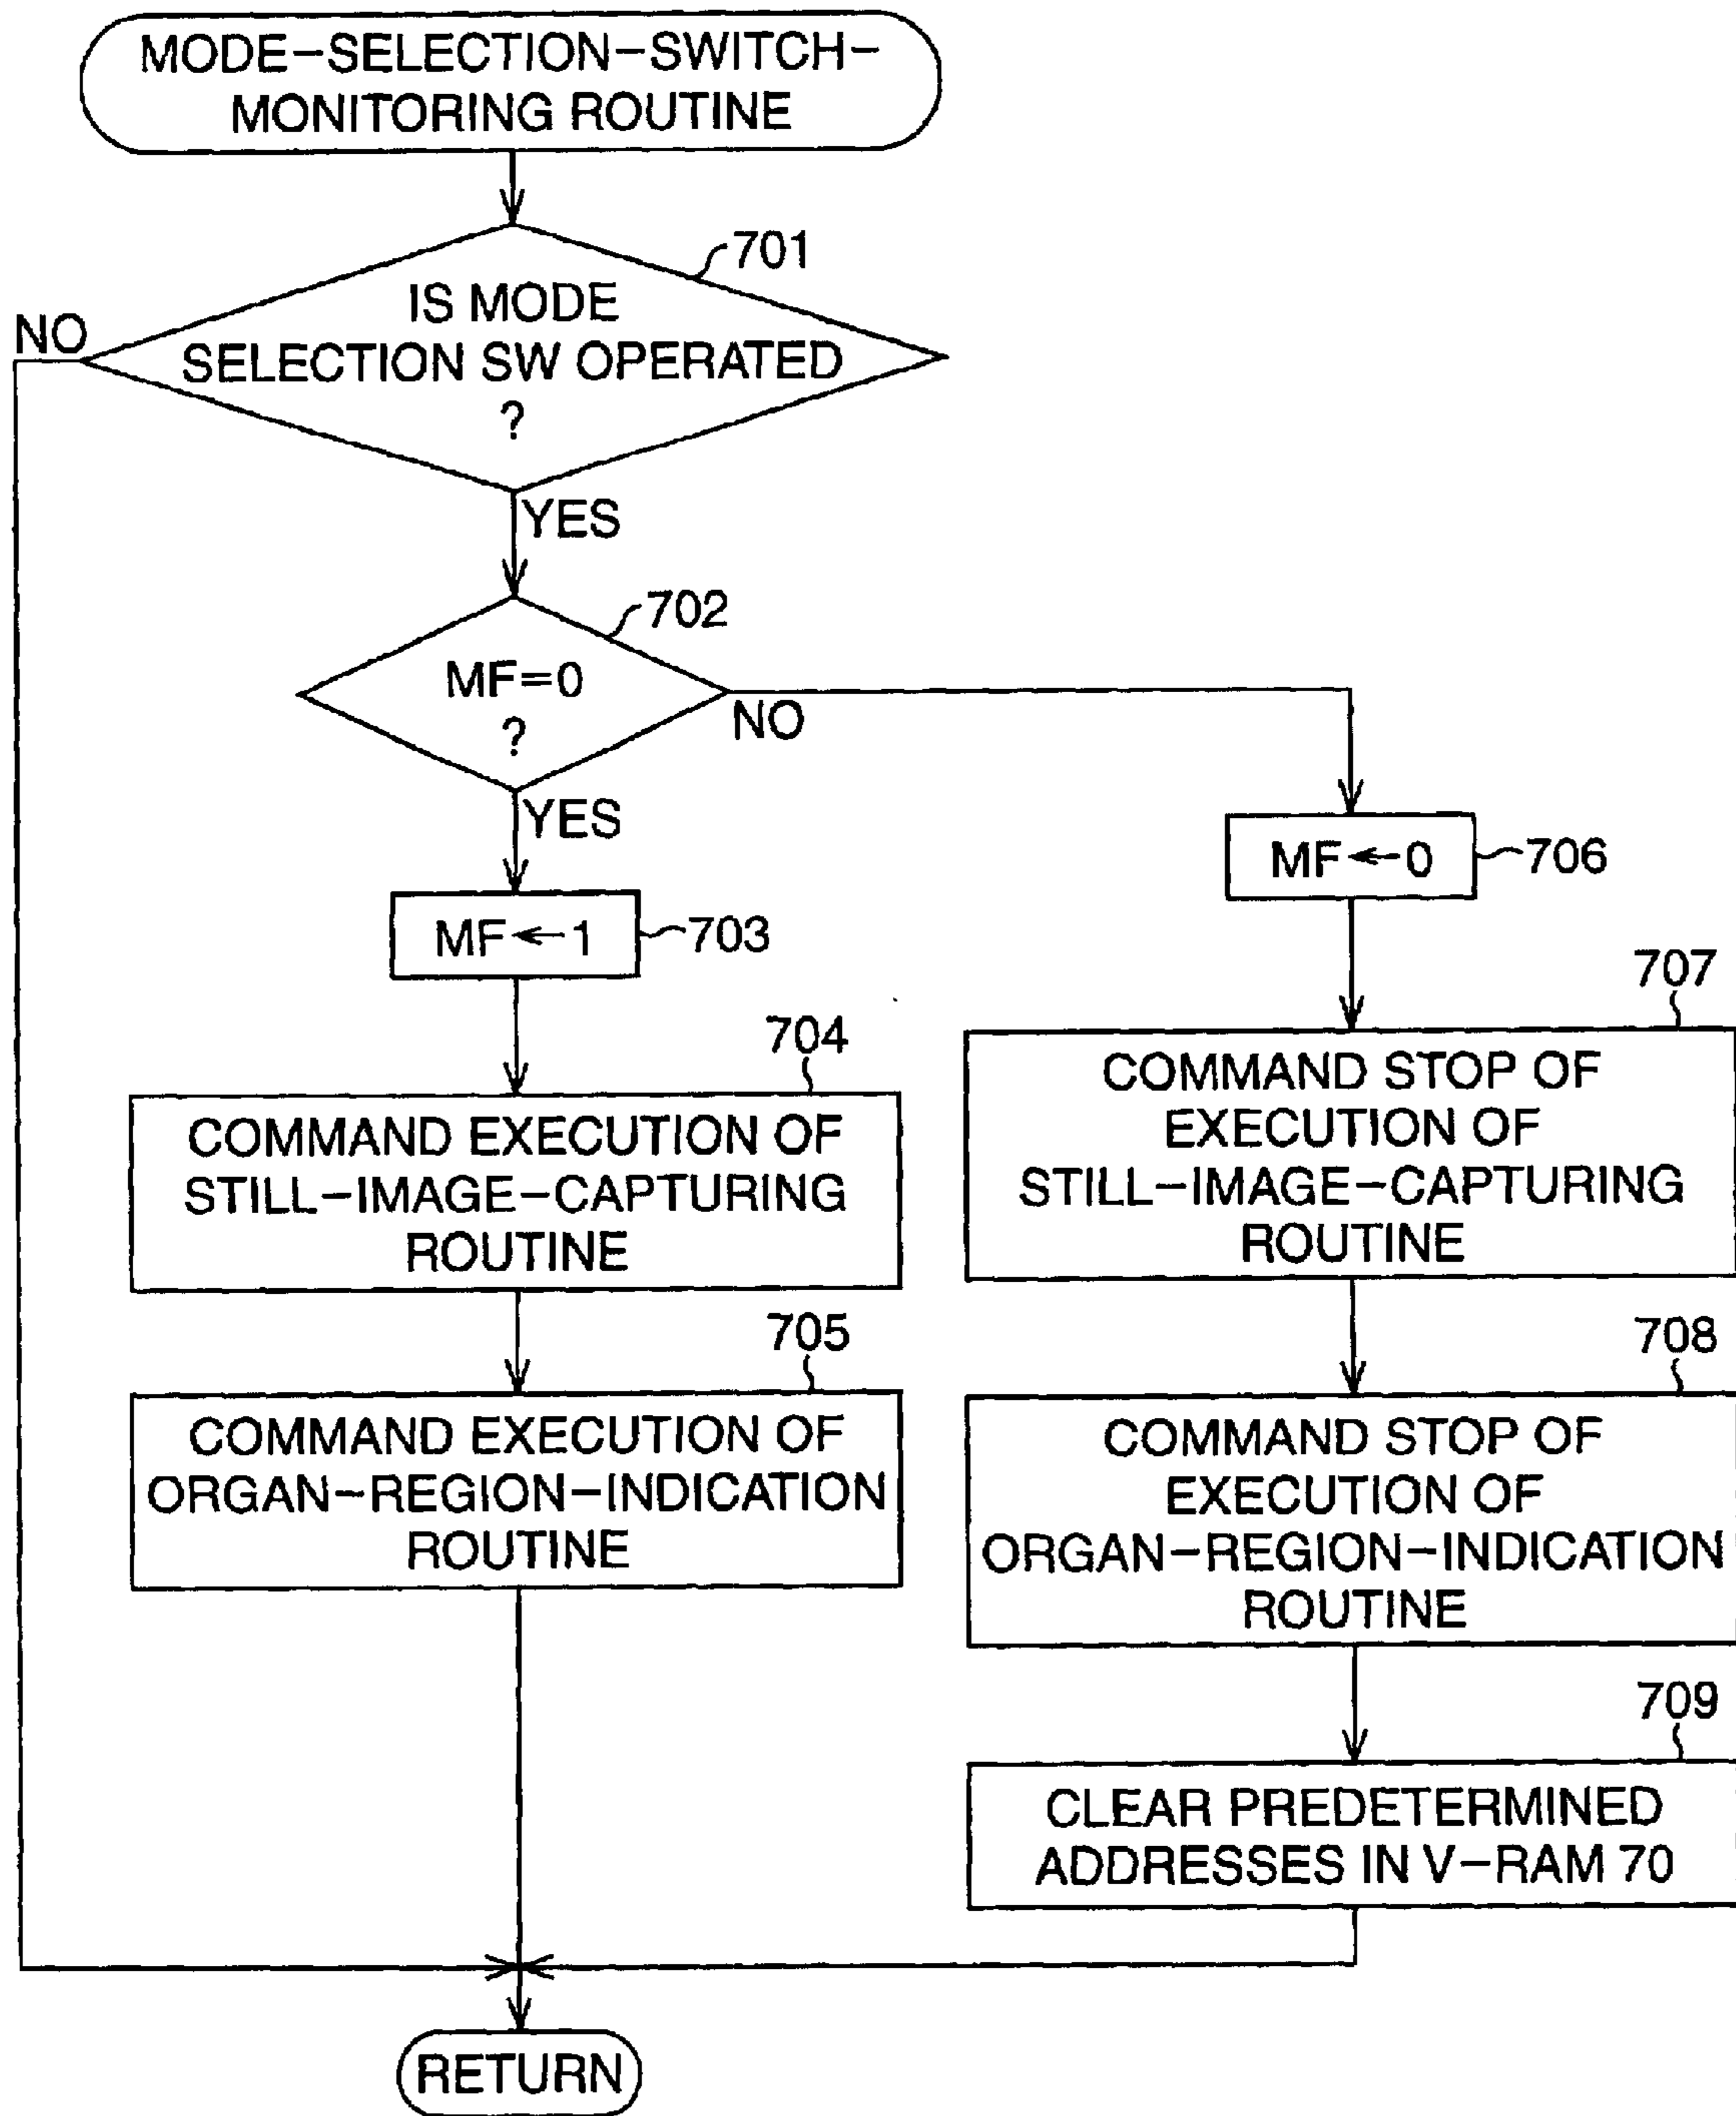 MODE-SELECTION-SWITCH-
MONITORING ROUTINE
701
IS MODE
SELECTION SW OPERATED
?
NO
YES
702
MF=0
?
NO
YES
MF←1
703
704
COMMAND EXECUTION OF
STILL-IMAGE-CAPTURING
ROUTINE
705
COMMAND EXECUTION OF
ORGAN-REGION-INDICATION
ROUTINE
MF←0
706
707
COMMAND STOP OF
EXECUTION OF
STILL-IMAGE-CAPTURING
ROUTINE
708
COMMAND STOP OF
EXECUTION OF
ORGAN-REGION-INDICATION
ROUTINE
709
CLEAR PREDETERMINED
ADDRESSES IN V-RAM 70
RETURN